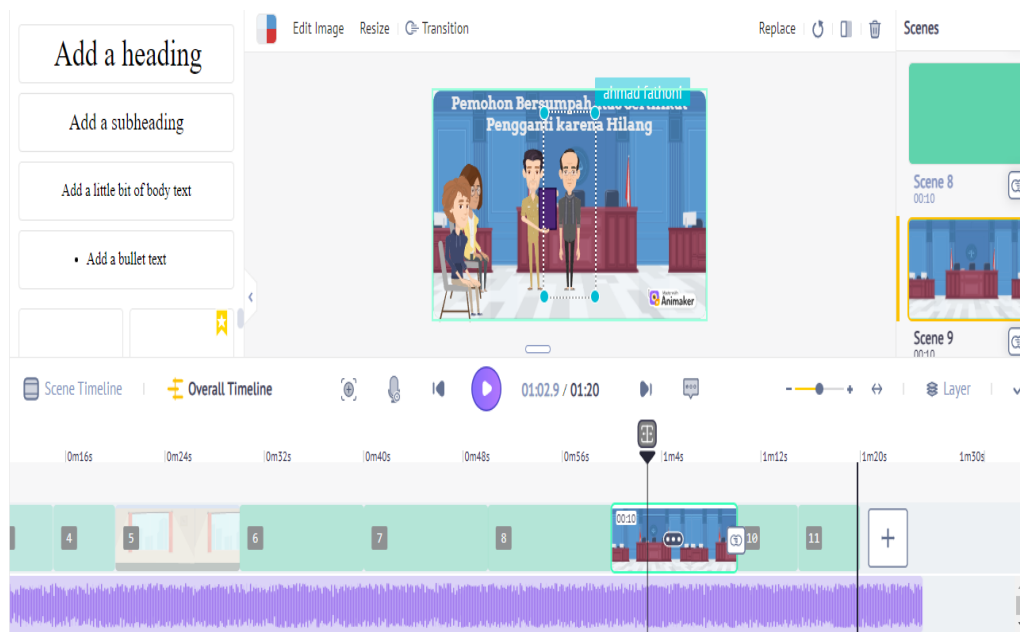 Add a heading
Add a subheading
Add a little bit of body text
• Add a bullet text
Edit Image Resize Transition
Replace
Scenes
ahmad fathoni
Pemohon Bersumpah
Pengganti karena Hilang
Made with
Animaker
Scene 8
00:10
Scene 9
00:10
Scene Timeline
Overall Timeline
01:02.9 / 01:20
Layer
0m16s 0m24s 0m32s 0m40s 0m48s 0m56s 1m4s 1m12s 1m20s 1m30s
4 5 6 7 8 00:10 10 11